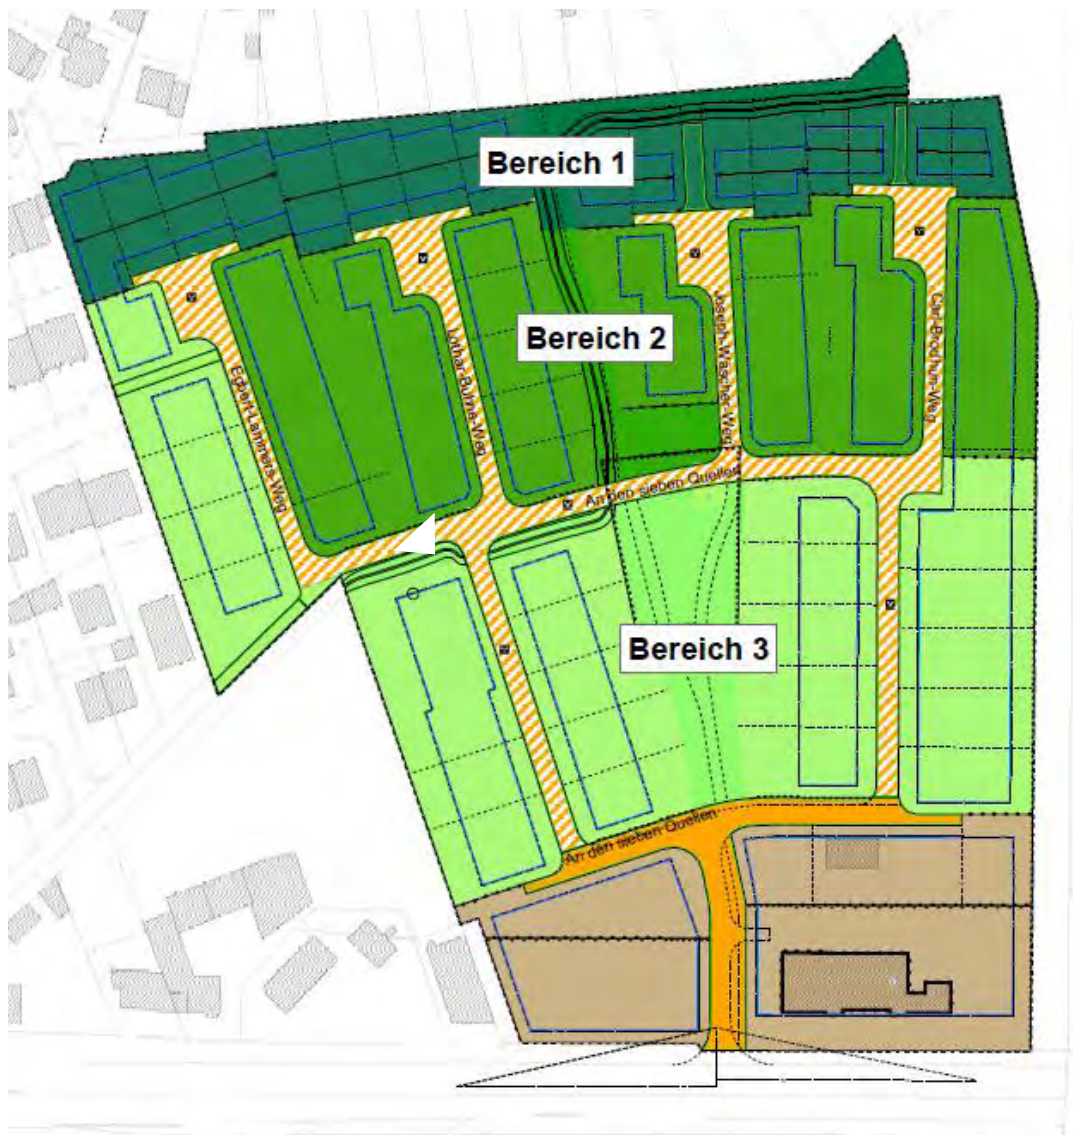 Bereich 1
Bereich 2
Egbert-Lammers-Weg
Lothar-Buhne-Weg
Joseph-Wäscher-Weg
Carl-Brodhun-Weg
An den sieben Quellen
Bereich 3
An den sieben Quellen